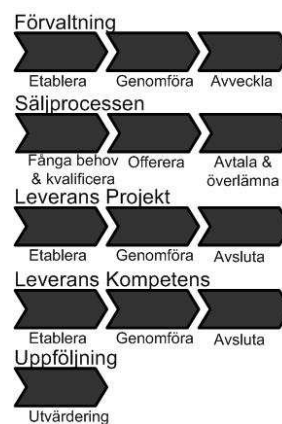 Förvaltning
Etablera Genomföra Avveckla
Säljprocessen
Fånga behov Offerera Avtala &
& kvalificera överlämna
Leverans Projekt
Etablera Genomföra Avsluta
Leverans Kompetens
Etablera Genomföra Avsluta
Uppföljning
Utvärdering